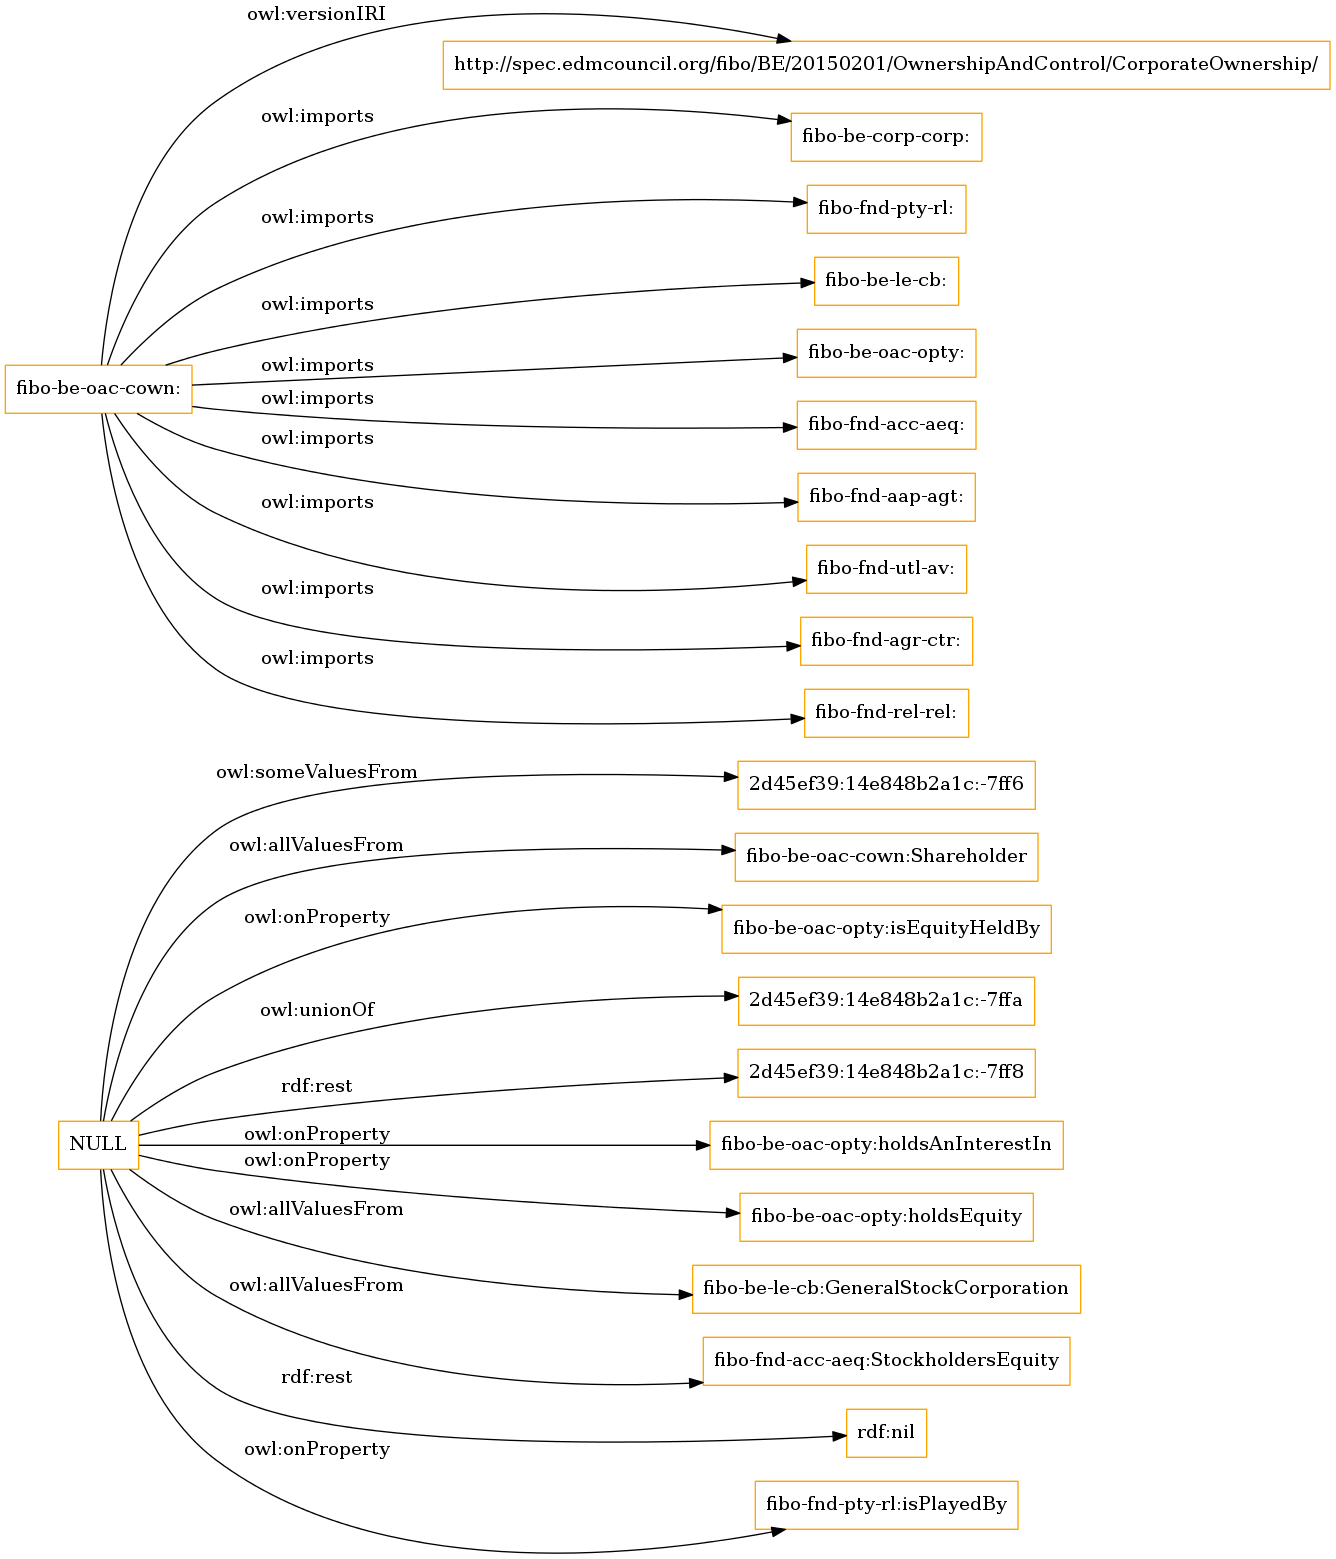 owl:versionIRI
http://spec.edmcouncil.org/fibo/BE/20150201/OwnershipAndControl/CorporateOwnership/
owl:imports
fibo-be-corp-corp:
owl:imports
fibo-fnd-pty-rl:
owl:imports
fibo-be-le-cb:
owl:imports
fibo-be-oac-opty:
fibo-be-oac-cown:
owl:imports
fibo-fnd-acc-aeq:
owl:imports
fibo-fnd-aap-agt:
owl:imports
fibo-fnd-utl-av:
owl:imports
fibo-fnd-agr-ctr:
owl:imports
fibo-fnd-rel-rel:
owl:someValuesFrom
2d45ef39:14e848b2a1c:-7ff6
owl:allValuesFrom
fibo-be-oac-cown:Shareholder
owl:onProperty
fibo-be-oac-opty:isEquityHeldBy
owl:unionOf
2d45ef39:14e848b2a1c:-7ffa
rdf:rest
2d45ef39:14e848b2a1c:-7ff8
NULL
owl:onProperty
fibo-be-oac-opty:holdsAnInterestIn
owl:onProperty
fibo-be-oac-opty:holdsEquity
owl:allValuesFrom
fibo-be-le-cb:GeneralStockCorporation
owl:allValuesFrom
fibo-fnd-acc-aeq:StockholdersEquity
rdf:rest
rdf:nil
owl:onProperty
fibo-fnd-pty-rl:isPlayedBy